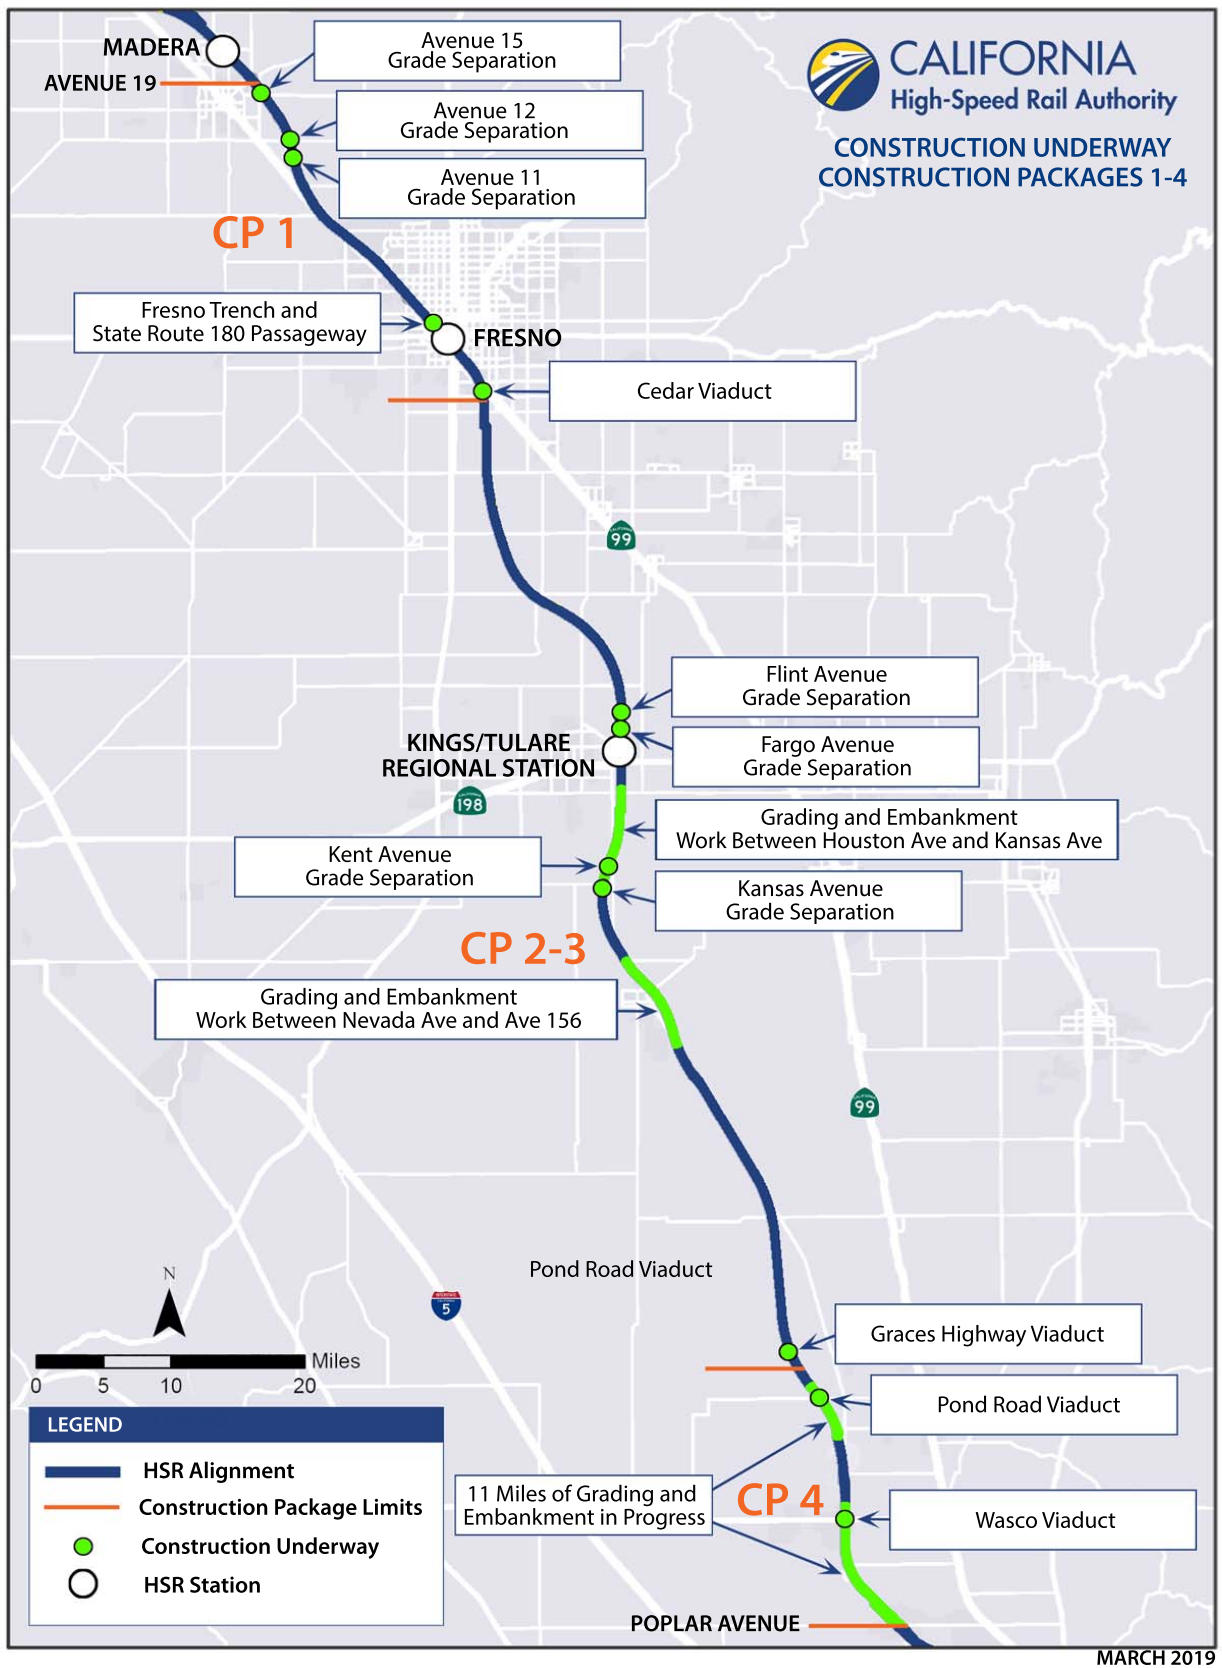 MADERA
AVENUE 19
Avenue 15
Grade Separation
Avenue 12
Grade Separation
Avenue 11
Grade Separation
CALIFORNIA
High-Speed Rail Authority
CONSTRUCTION UNDERWAY
CONSTRUCTION PACKAGES 1-4
CP 1
Fresno Trench and
State Route 180 Passageway
FRESNO
Cedar Viaduct
CALIFORNIA
99
Flint Avenue
Grade Separation
KINGS/TULARE
REGIONAL STATION
Fargo Avenue
Grade Separation
CALIFORNIA
198
Grading and Embankment
Work Between Houston Ave and Kansas Ave
Kent Avenue
Grade Separation
Kansas Avenue
Grade Separation
CP 2-3
Grading and Embankment
Work Between Nevada Ave and Ave 156
CALIFORNIA
99
Pond Road Viaduct
N
INTERSTATE
CALIFORNIA
5
Graces Highway Viaduct
Miles
0 5 10 20
Pond Road Viaduct
LEGEND
HSR Alignment
Construction Package Limits
Construction Underway
HSR Station
11 Miles of Grading and
Embankment in Progress
CP 4
Wasco Viaduct
POPLAR AVENUE
MARCH 2019